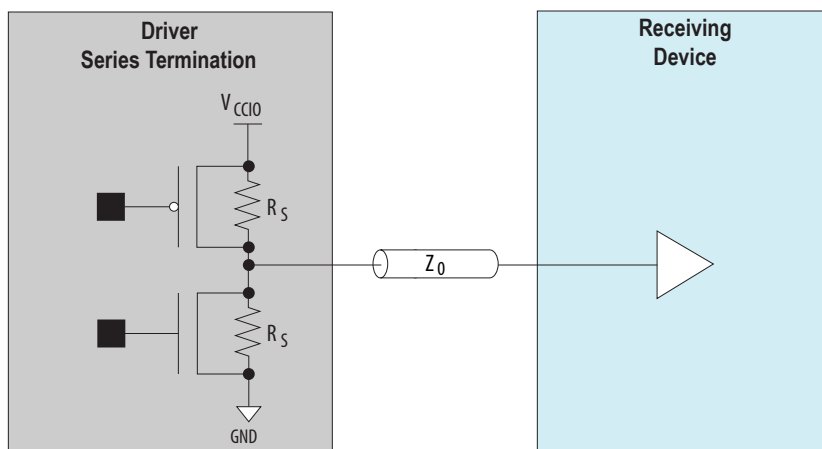 Driver
Series Termination
Receiving
Device
V CCIO
R S
Z 0
R S
GND